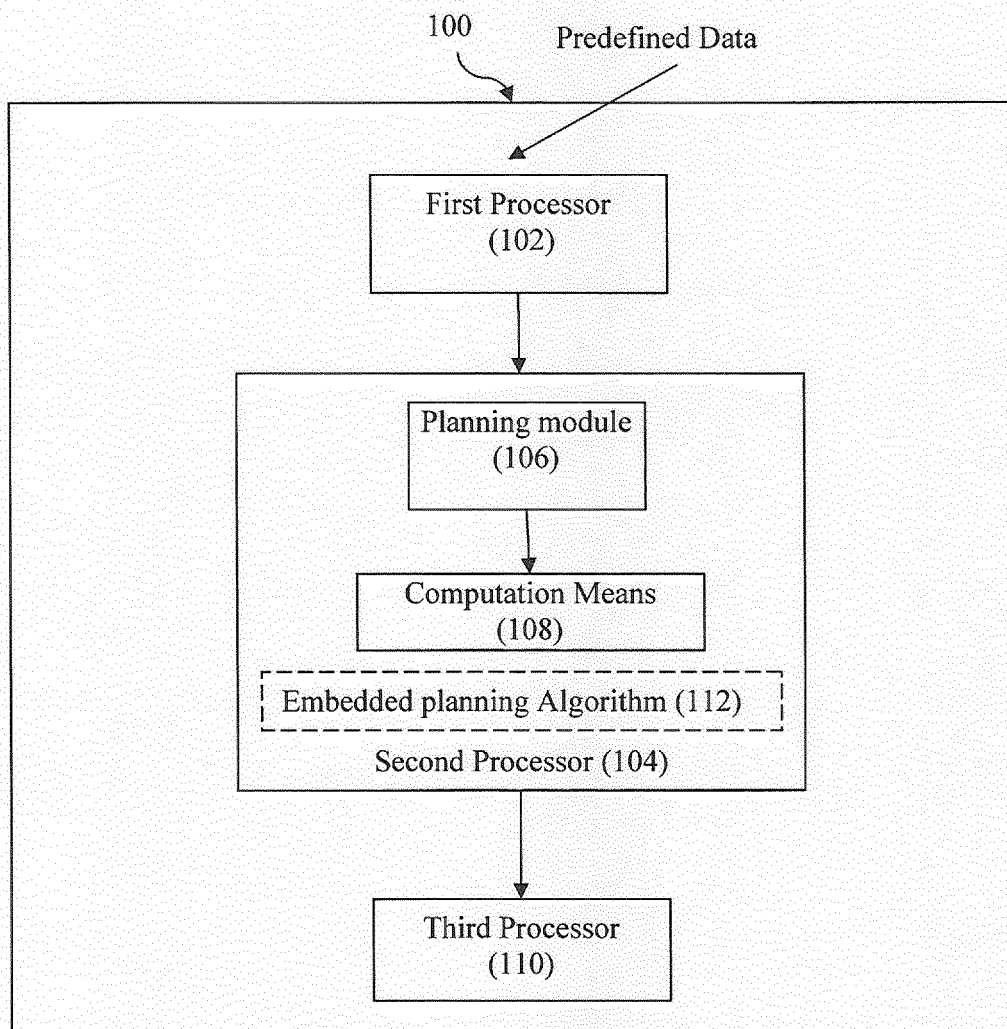 100
Predefined Data
First Processor
(102)
Planning module
(106)
Computation Means
(108)
Embedded planning Algorithm (112)
Second Processor (104)
Third Processor
(110)